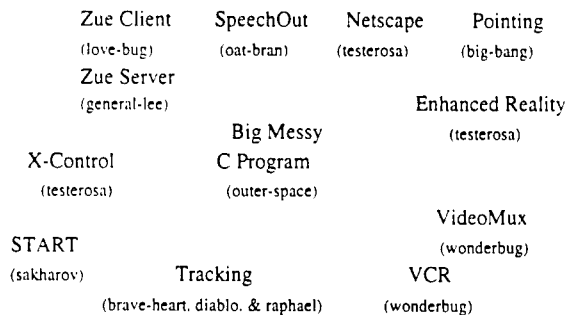 Zue Client SpeechOut Netscape Pointing
(love-bug) (oat-bran) (testerosa) (big-bang)
Zue Server
(general-lee) Enhanced Reality
Big Messy (testerosa)
X-Control C Program
(testerosa) (outer-space)
VideoMux
START (wonderbug)
(sakharov) Tracking VCR
(brave-heart, diablo, & raphael) (wonderbug)